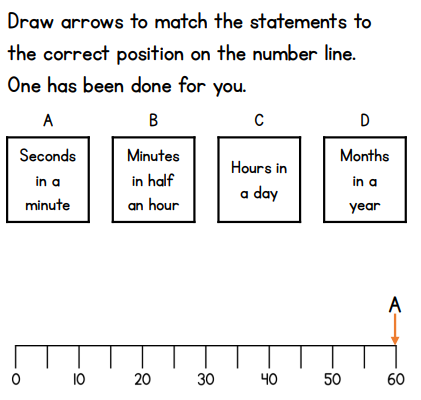 Draw arrows to match the statements to
the correct position on the number line.
One has been done for you.
A B C D
Seconds
in a
minute
Minutes
in half
an hour
Hours in
a day
Months
in a
year
A
0 10 20 30 40 50 60